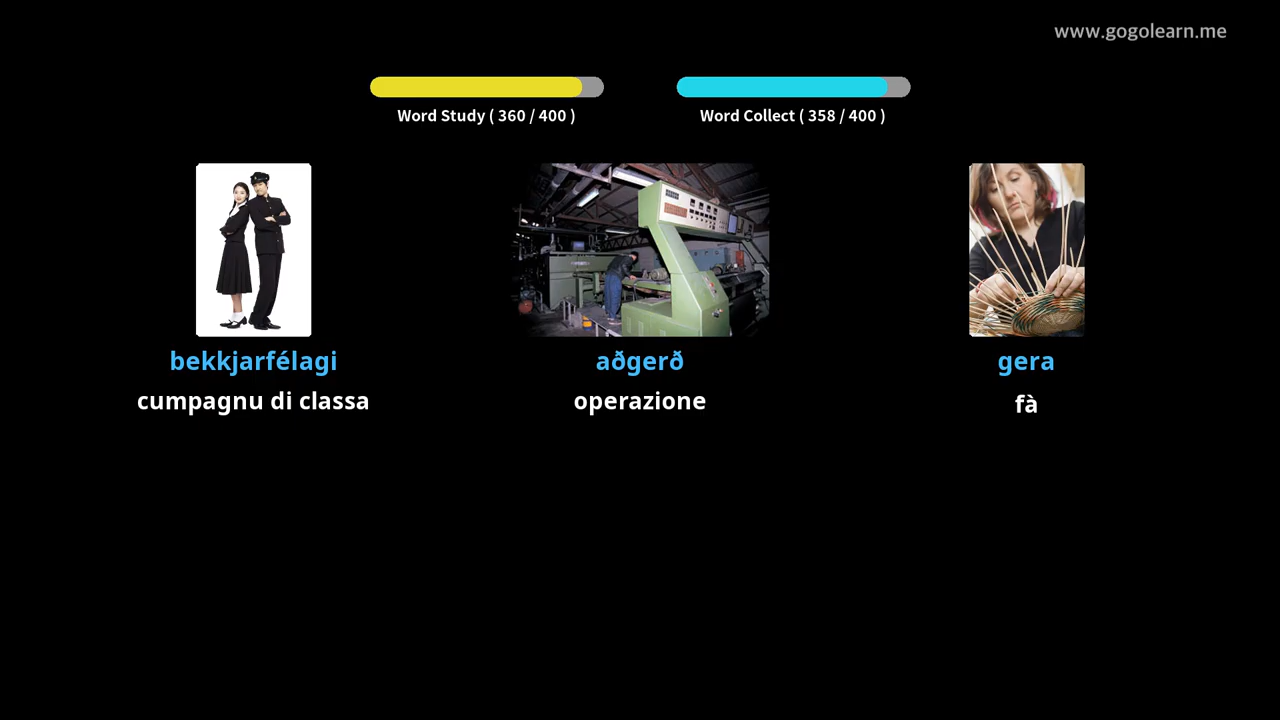 www.gogolearn.me
Word Study ( 360 / 400 )
Word Collect ( 358 / 400 )
bekkjarfélagi
cumpagnu di classa
aðgerð
operazione
gera
fà